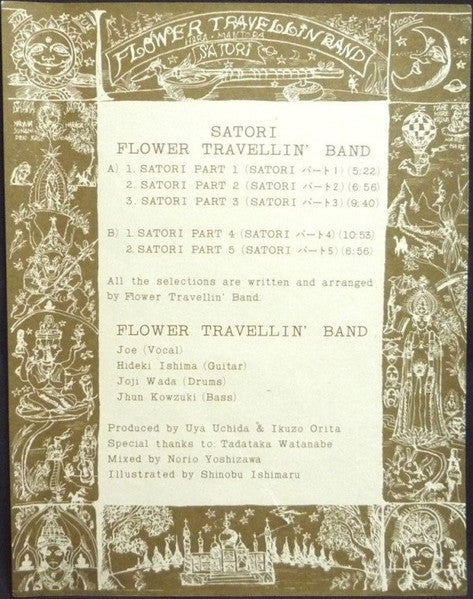 FLOWER TRAVELLIN BAND
SATORI
MOON
SATORI
FLOWER TRAVELLIN' BAND
A) 1. SATORI PART 1 (SATORI パート1) (5:22)
2. SATORI PART 2 (SATORI パート2) (6:56)
3. SATORI PART 3 (SATORI パート3) (9:40)
B) 1. SATORI PART 4 (SATORI パート4) (10:53)
2. SATORI PART 5 (SATORI パート5) (6:56)
All the selections are written and arranged
by Flower Travellin' Band.
FLOWER TRAVELLIN' BAND
Joe (Vocal)
Hideki Ishima (Guitar)
Joji Wada (Drums)
Jhun Kowzuki (Bass)
Produced by Uya Uchida & Ikuzo Orita
Special thanks to: Tadataka Watanabe
Mixed by Norio Yoshizawa
Illustrated by Shinobu Ishimaru